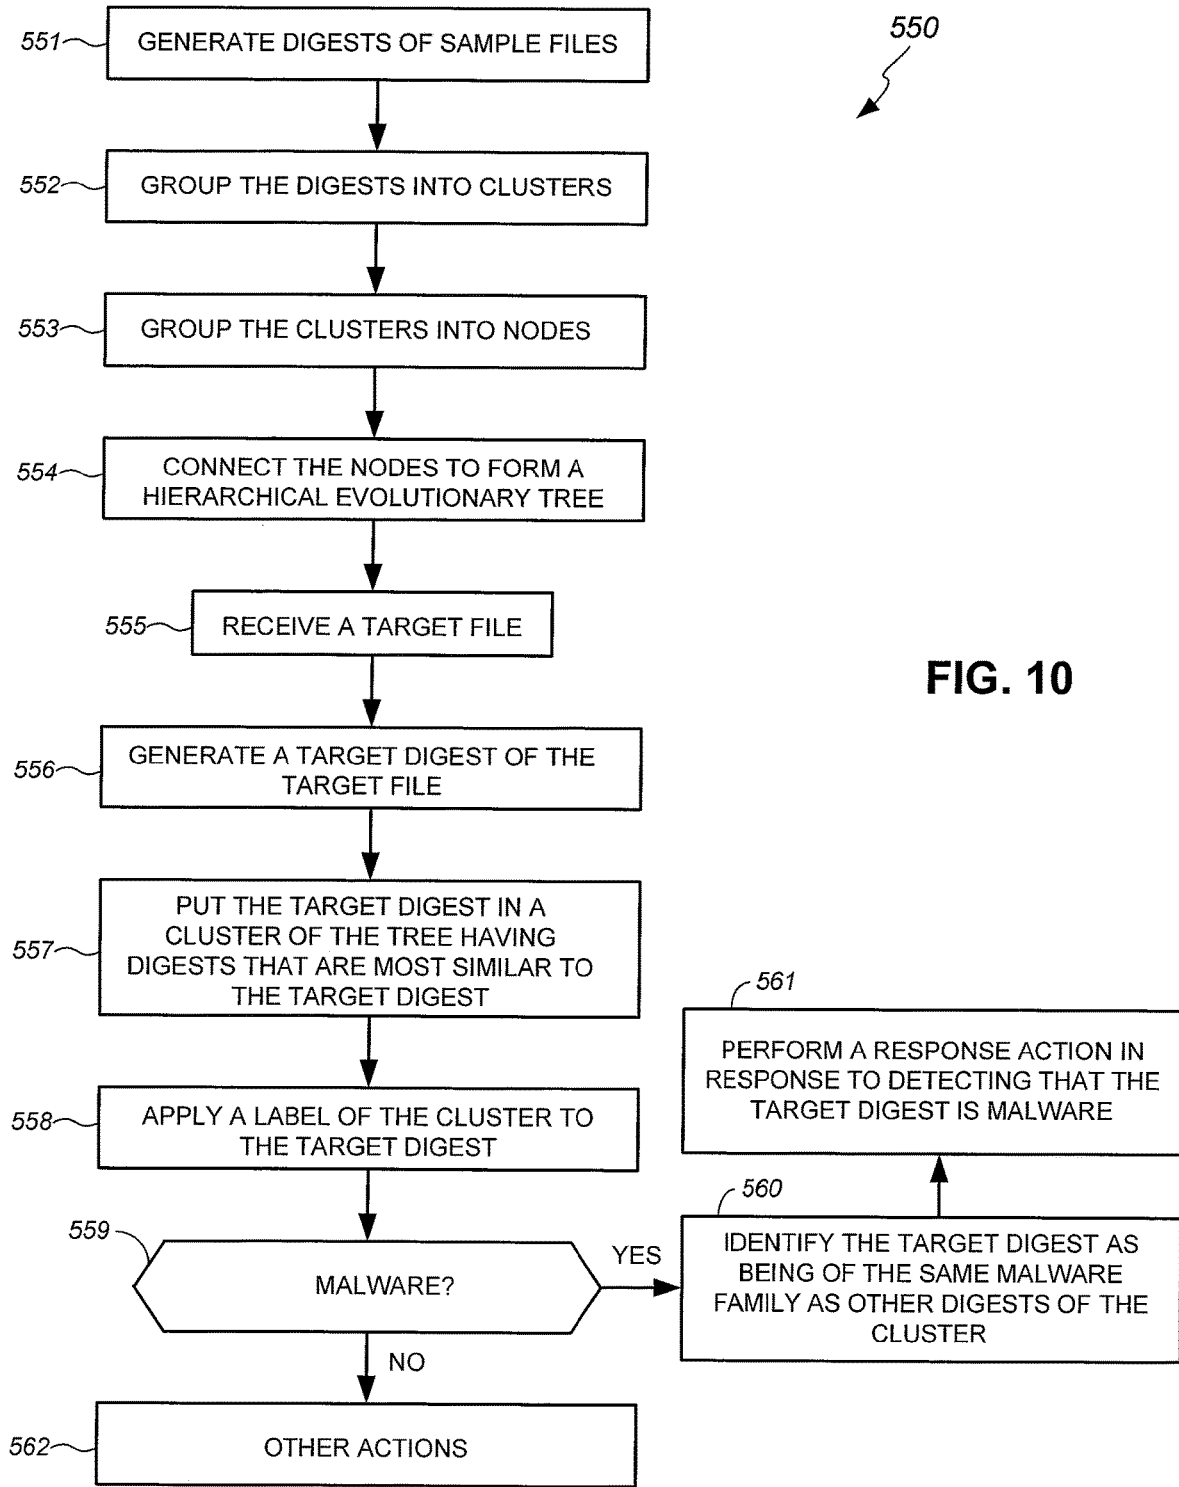 550
551
GENERATE DIGESTS OF SAMPLE FILES
552
GROUP THE DIGESTS INTO CLUSTERS
553
GROUP THE CLUSTERS INTO NODES
554
CONNECT THE NODES TO FORM A
HIERARCHICAL EVOLUTIONARY TREE
555
RECEIVE A TARGET FILE
FIG. 10
556
GENERATE A TARGET DIGEST OF THE
TARGET FILE
557
PUT THE TARGET DIGEST IN A
CLUSTER OF THE TREE HAVING
DIGESTS THAT ARE MOST SIMILAR TO
THE TARGET DIGEST
558
APPLY A LABEL OF THE CLUSTER TO
THE TARGET DIGEST
559
MALWARE?
YES
560
IDENTIFY THE TARGET DIGEST AS
BEING OF THE SAME MALWARE
FAMILY AS OTHER DIGESTS OF THE
CLUSTER
561
PERFORM A RESPONSE ACTION IN
RESPONSE TO DETECTING THAT THE
TARGET DIGEST IS MALWARE
NO
562
OTHER ACTIONS